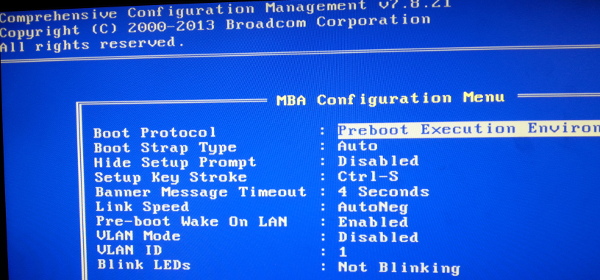 Comprehensive Configuration Management v7.8.21
Copyright (C) 2000-2013 Broadcom Corporation
All rights reserved.
MBA Configuration Menu
Boot Protocol : Preboot Execution Environ
Boot Strap Type : Auto
Hide Setup Prompt : Disabled
Setup Key Stroke : Ctrl-S
Banner Message Timeout : 4 Seconds
Link Speed : AutoNeg
Pre-boot Wake On LAN : Enabled
VLAN Mode : Disabled
VLAN ID : 1
Blink LEDs : Not Blinking